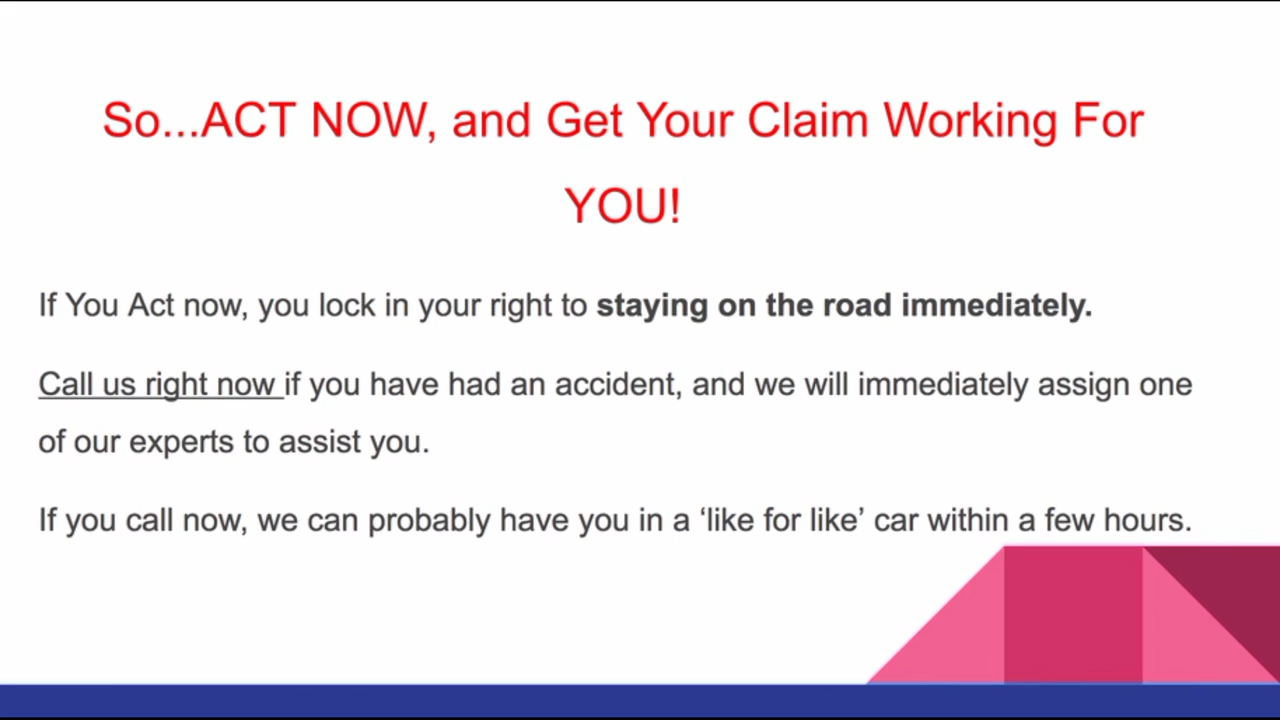 So...ACT NOW, and Get Your Claim Working For
YOU!
If You Act now, you lock in your right to staying on the road immediately.
Call us right now if you have had an accident, and we will immediately assign one
of our experts to assist you.
If you call now, we can probably have you in a ‘like for like’ car within a few hours.